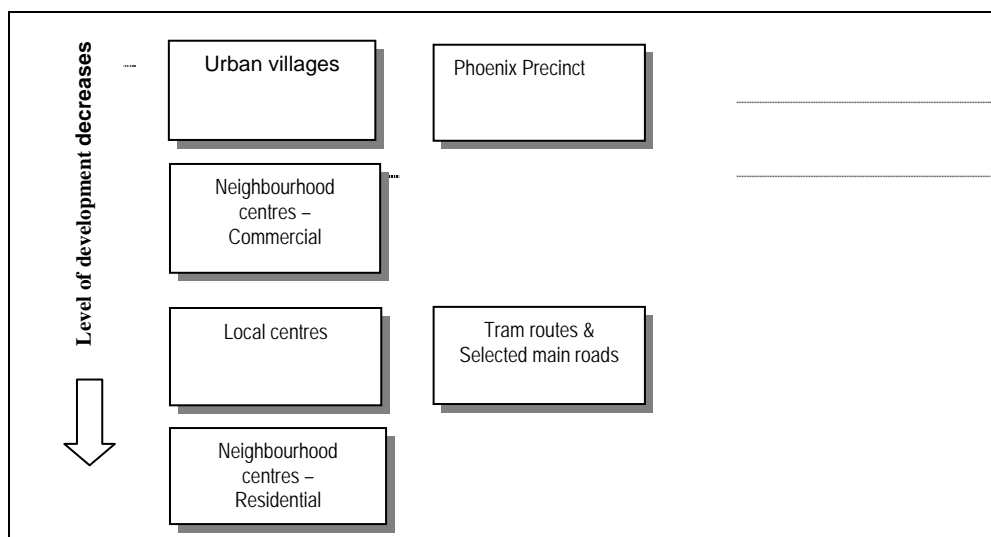 Level of development decreases
Urban villages
Phoenix Precinct
Neighbourhood
centres –
Commercial
Local centres
Tram routes &
Selected main roads
Neighbourhood
centres –
Residential